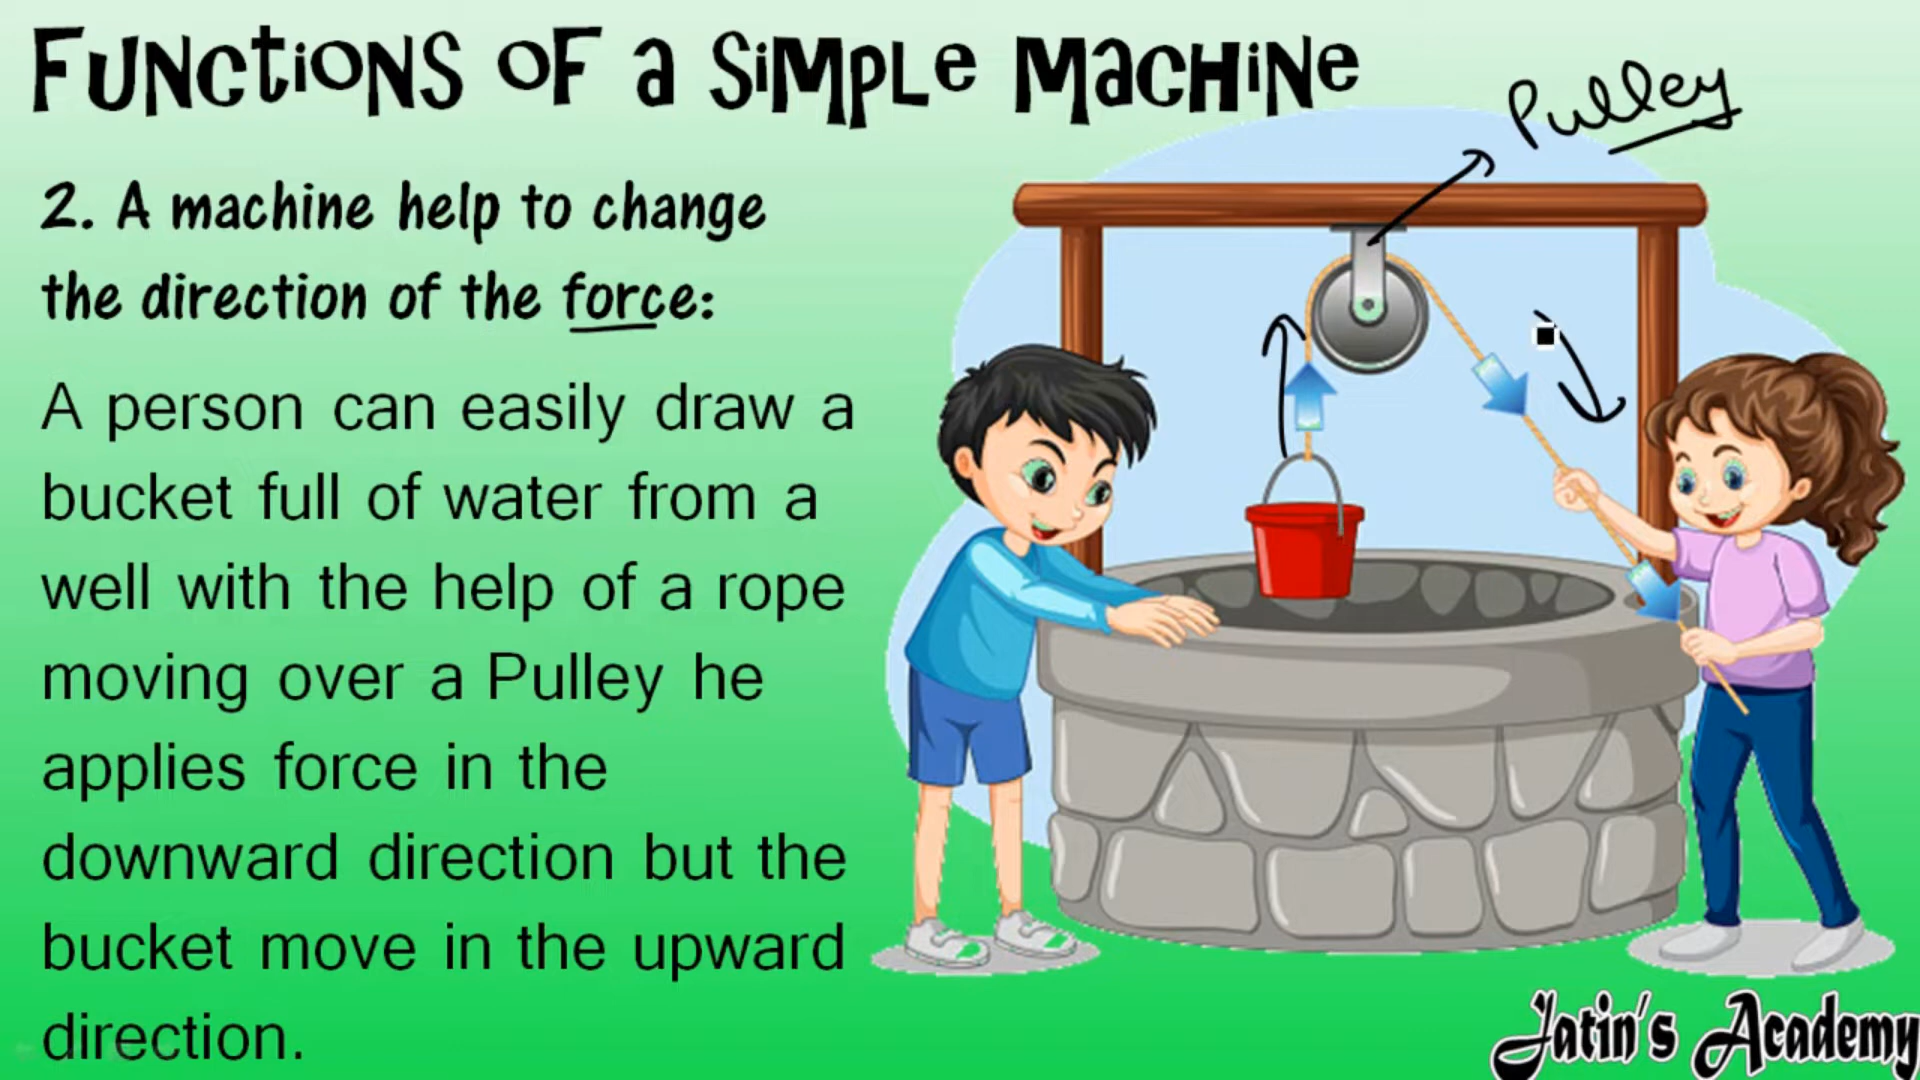 Functions of a Simple Machine
Pulley
2. A machine help to change
the direction of the force:
A person can easily draw a
bucket full of water from a
well with the help of a rope
moving over a Pulley he
applies force in the
downward direction but the
bucket move in the upward
direction.
Jatin's Academy